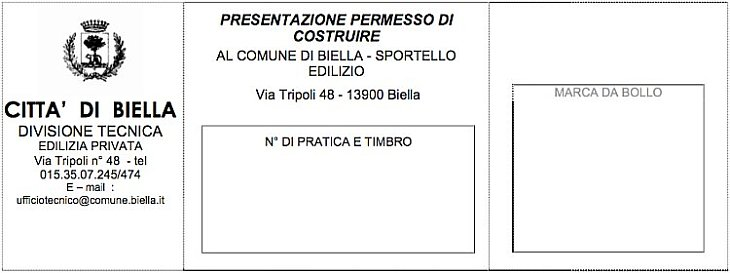 CITTA' DI BIELLA
DIVISIONE TECNICA
EDILIZIA PRIVATA
Via Tripoli n° 48 - tel
015.35.07.245/474
E – mail :
ufficiotecnico@comune.biella.it
PRESENTAZIONE PERMESSO DI
COSTRUIRE
AL COMUNE DI BIELLA - SPORTELLO
EDILIZIO
Via Tripoli 48 - 13900 Biella
N° DI PRATICA E TIMBRO
MARCA DA BOLLO